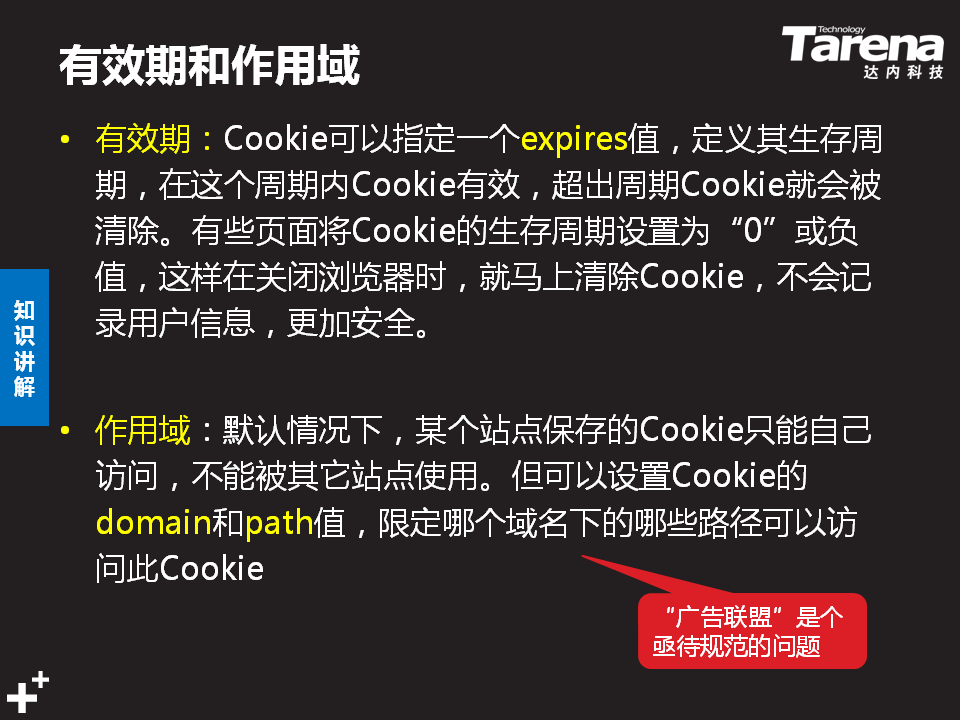 有效期和作用域
Technology
Tarena
达内科技
• 有效期：Cookie可以指定一个expires值，定义其生存周
期，在这个周期内Cookie有效，超出周期Cookie就会被
清除。有些页面将Cookie的生存周期设置为“0”或负
值，这样在关闭浏览器时，就马上清除Cookie，不会记
录用户信息，更加安全。
知
识
讲
解
• 作用域：默认情况下，某个站点保存的Cookie只能自己
访问，不能被其它站点使用。但可以设置Cookie的
domain和path值，限定哪个域名下的哪些路径可以访
问此Cookie
“广告联盟”是个
亟待规范的问题